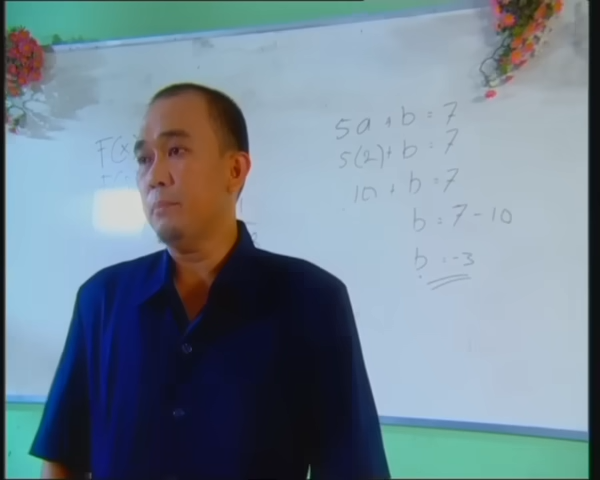 F(x)
5a + b = 7
5(2) + b = 7
10 + b = 7
b = 7 - 10
b = -3